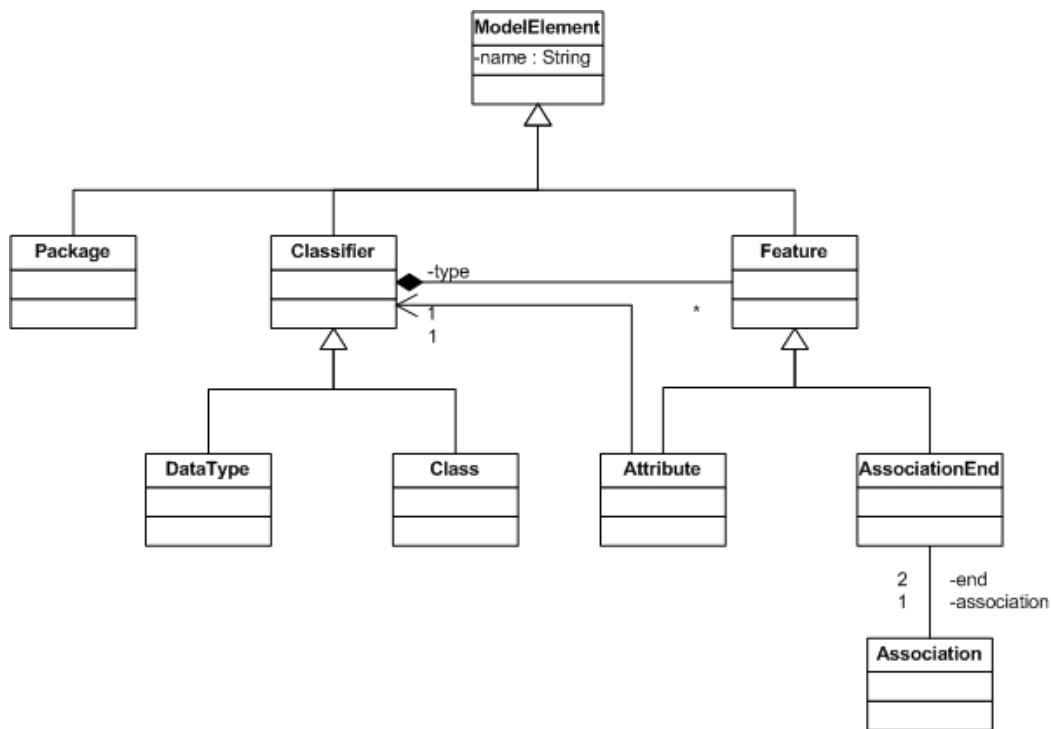 ModelElement
-name : String
Package
Classifier
Feature
-type
1
*
1
DataType
Class
Attribute
AssociationEnd
2 -end
1 -association
Association